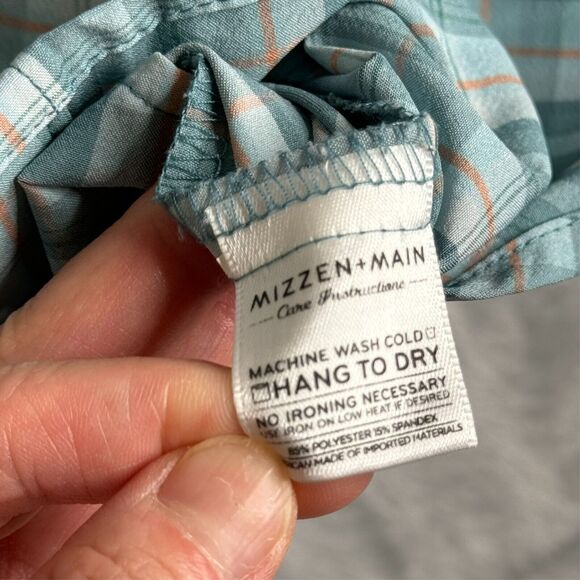 MIZZEN+MAIN
Care Instructions
MACHINE WASH COLD
HANG TO DRY
NO IRONING NECESSARY
USE IRON ON LOW HEAT IF DESIRED
85% POLYESTER 15% SPANDEX
MADE OF IMPORTED MATERIALS